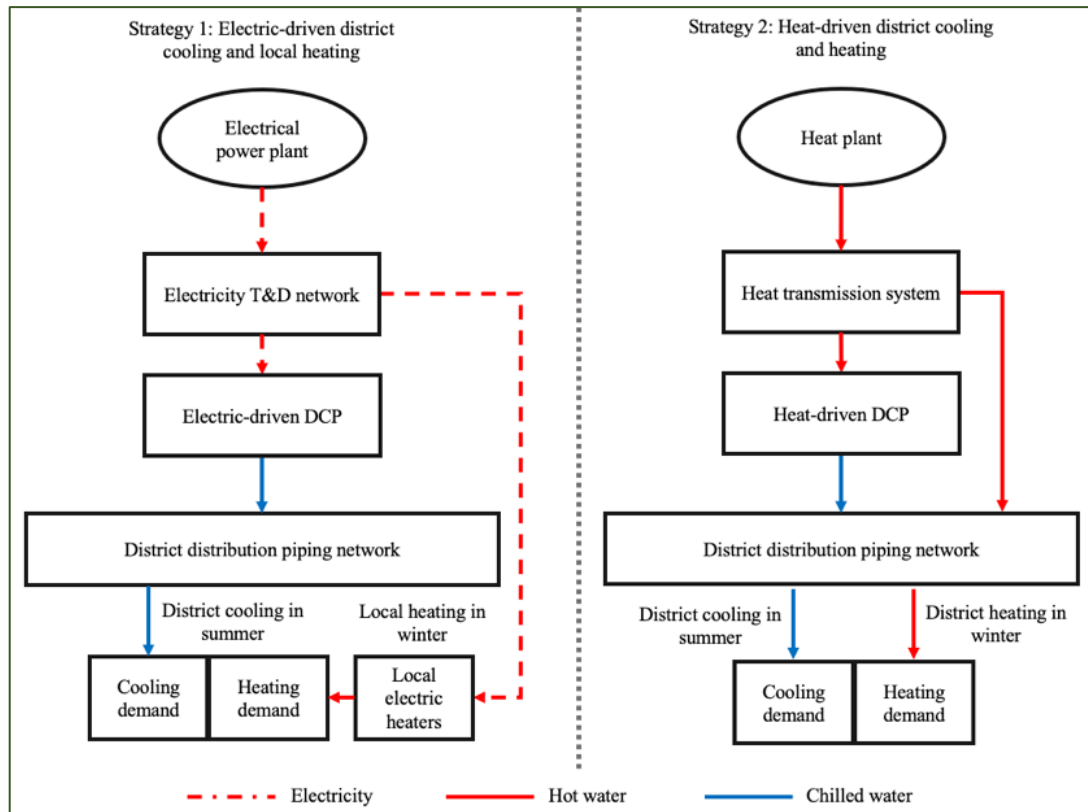 Strategy 1: Electric-driven district
cooling and local heating
Electrical
power plant
Electricity T&D network
Electric-driven DCP
District distribution piping network
District cooling in
summer
Local heating in
winter
Cooling
demand
Heating
demand
Local
electric
heaters
Strategy 2: Heat-driven district cooling
and heating
Heat plant
Heat transmission system
Heat-driven DCP
District distribution piping network
District cooling in
summer
District heating in
winter
Cooling
demand
Heating
demand
Electricity
Hot water
Chilled water